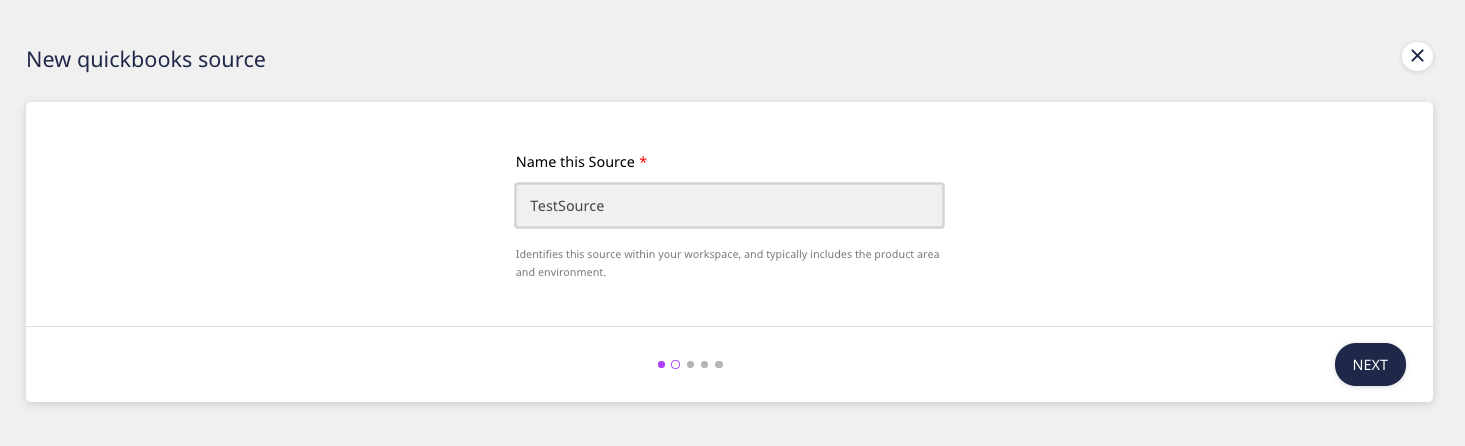 New quickbooks source
Name this Source *
TestSource
Identifies this source within your workspace, and typically includes the product area
and environment.
NEXT